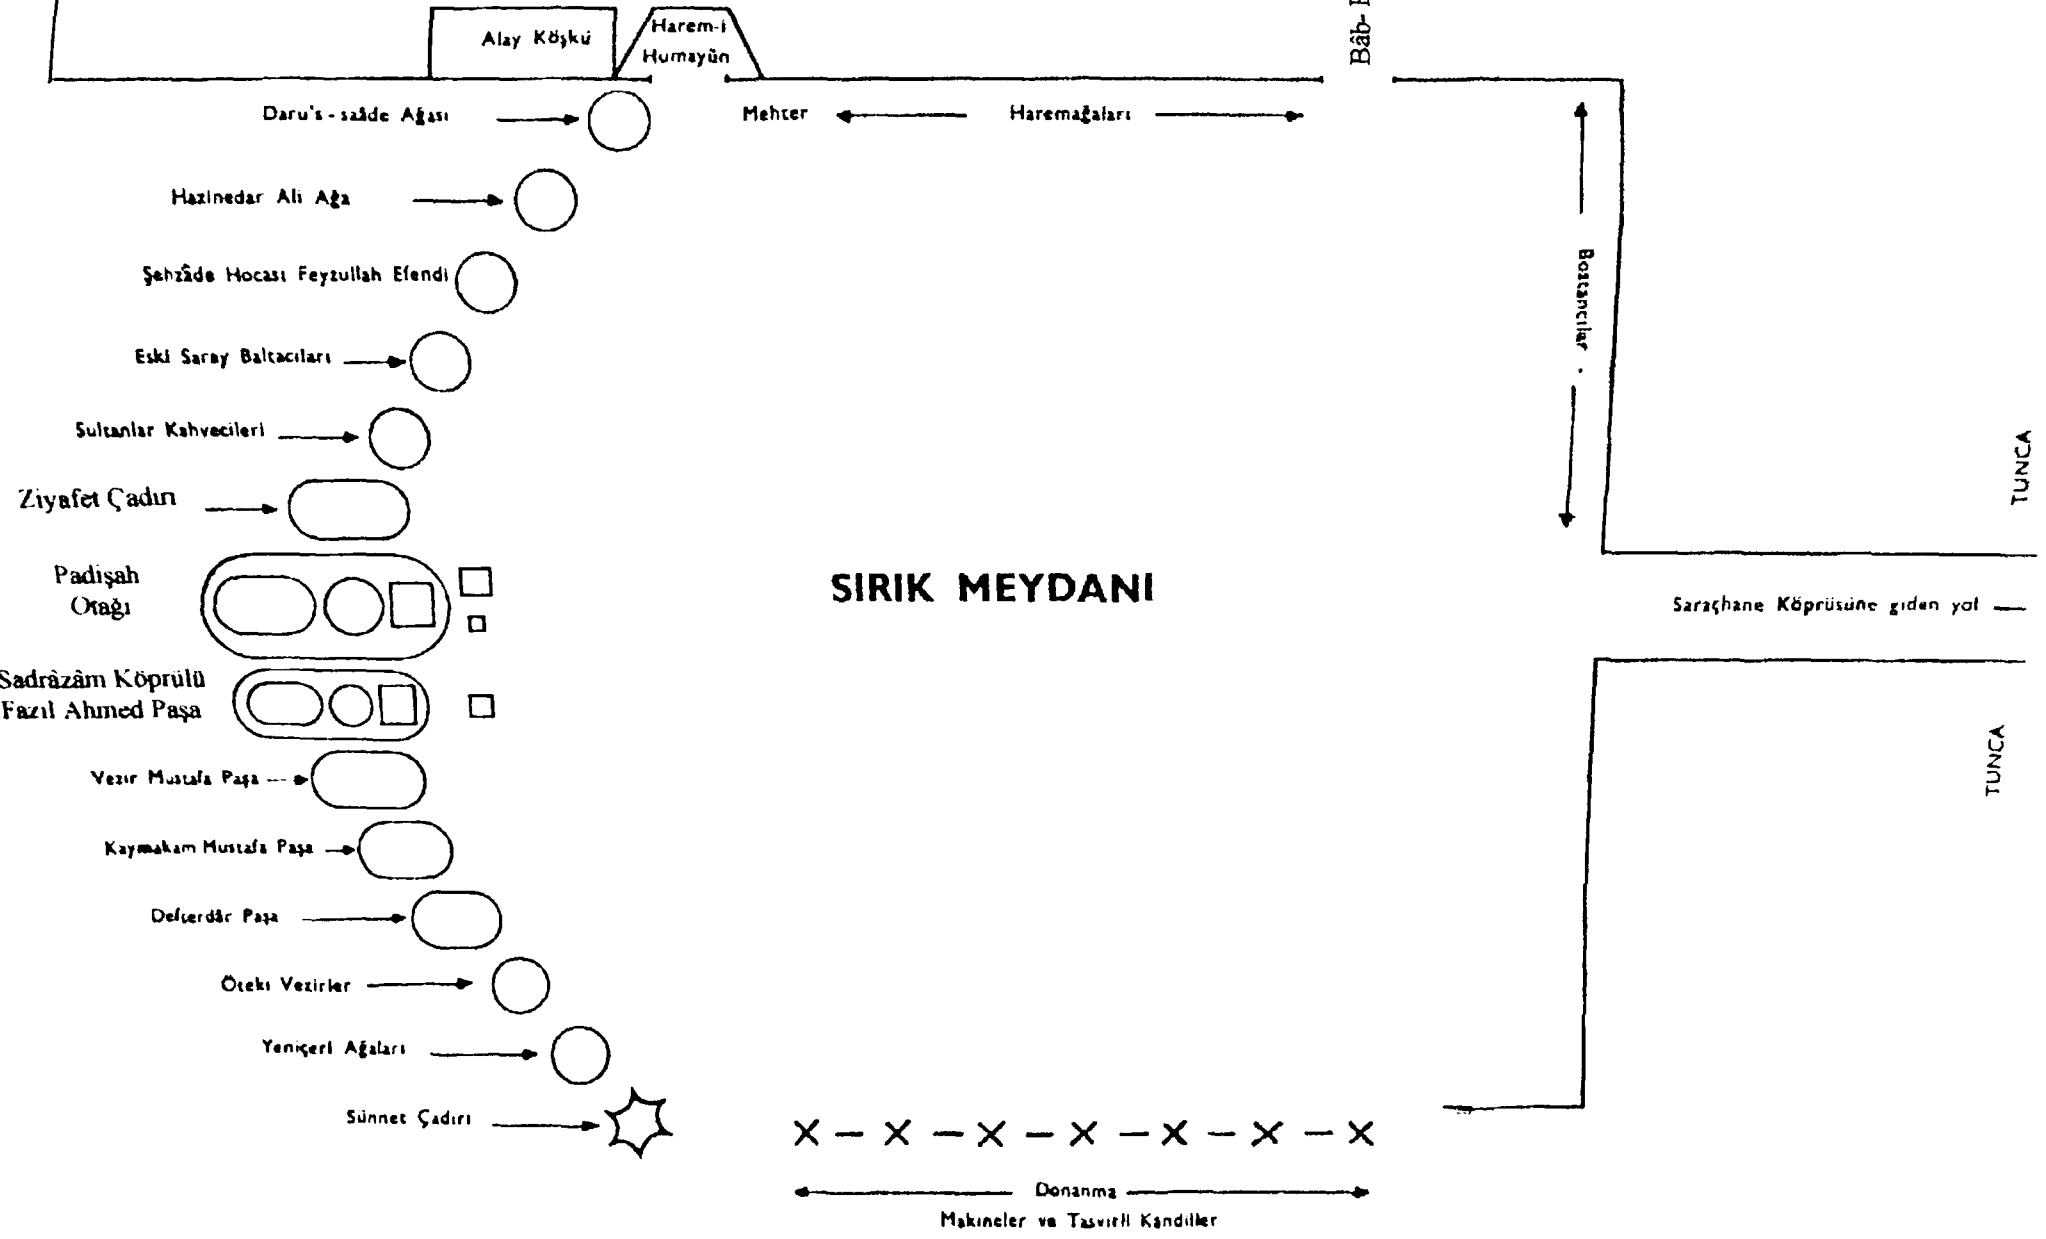 Alay Köşkü
Harem-i
Humayûn
Bâb-
Daru's-saâde Ağası
Mehter
Haremağaları
Hazinedar Ali Ağa
Şehzâde Hocası Feyzullah Efendi
Bostancılar
Eski Saray Baltacıları
Sultanlar Kahvecileri
TUNCA
Ziyafet Çadırı
Padişah
Otağı
SIRIK MEYDANI
Saraçhane Köprüsüne giden yol
Sadrâzâm Köprülü
Fazıl Ahmed Paşa
TUNCA
Vezir Mustafa Paşa
Kaymakam Mustafa Paşa
Defterdâr Paşa
Öteki Vezirler
Yeniçeri Ağaları
Sünnet Çadırı
Donanma
Makineler ve Tasvirli Kandiller